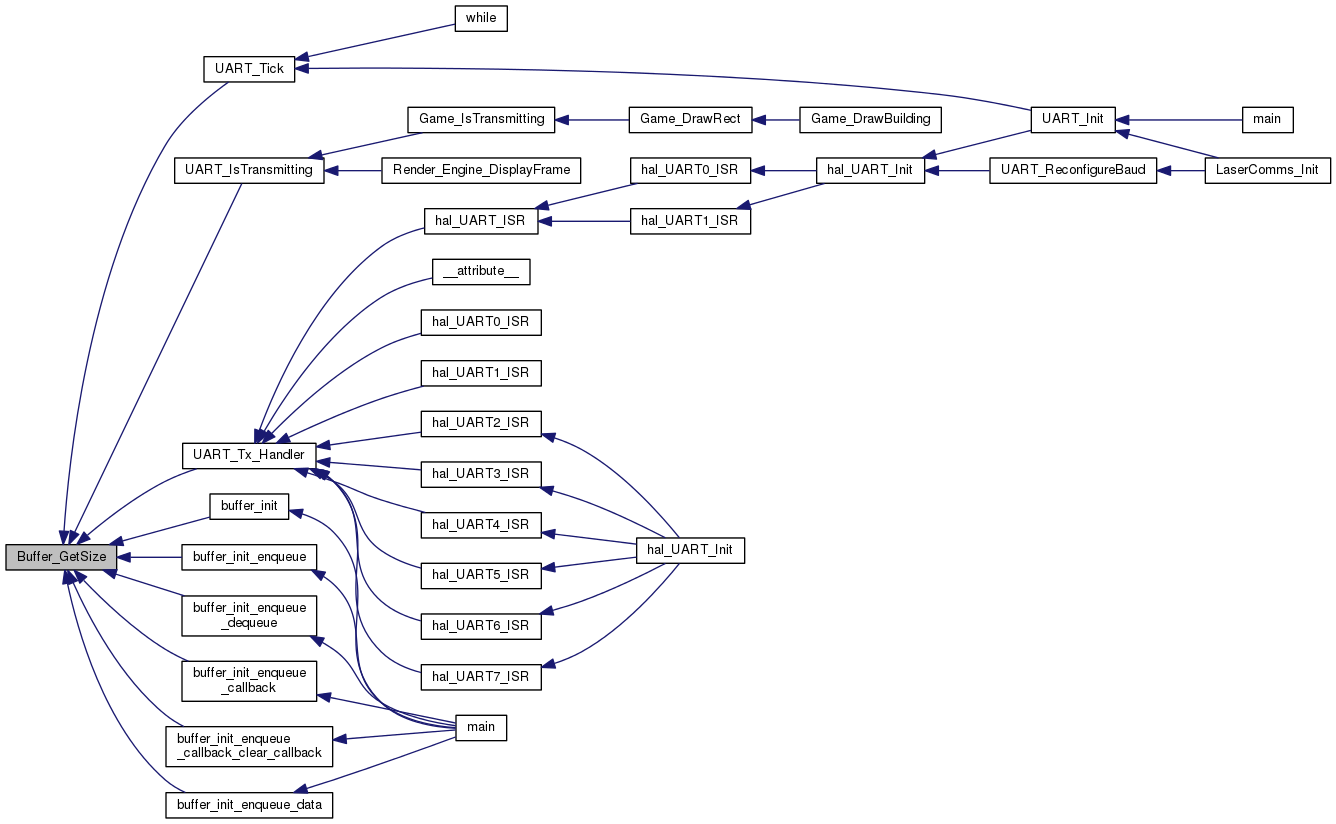 while
UART_Tick
Game_IsTransmitting
Game_DrawRect
Game_DrawBuilding
UART_Init
main
UART_IsTransmitting
Render_Engine_DisplayFrame
hal_UART0_ISR
hal_UART_Init
UART_ReconfigureBaud
LaserComms_Init
hal_UART_ISR
hal_UART1_ISR
__attribute__
hal_UART0_ISR
hal_UART1_ISR
hal_UART2_ISR
UART_Tx_Handler
hal_UART3_ISR
buffer_init
hal_UART4_ISR
Buffer_GetSize
buffer_init_enqueue
hal_UART_Init
hal_UART5_ISR
buffer_init_enqueue
_dequeue
hal_UART6_ISR
buffer_init_enqueue
_callback
hal_UART7_ISR
main
buffer_init_enqueue
_callback_clear_callback
buffer_init_enqueue_data